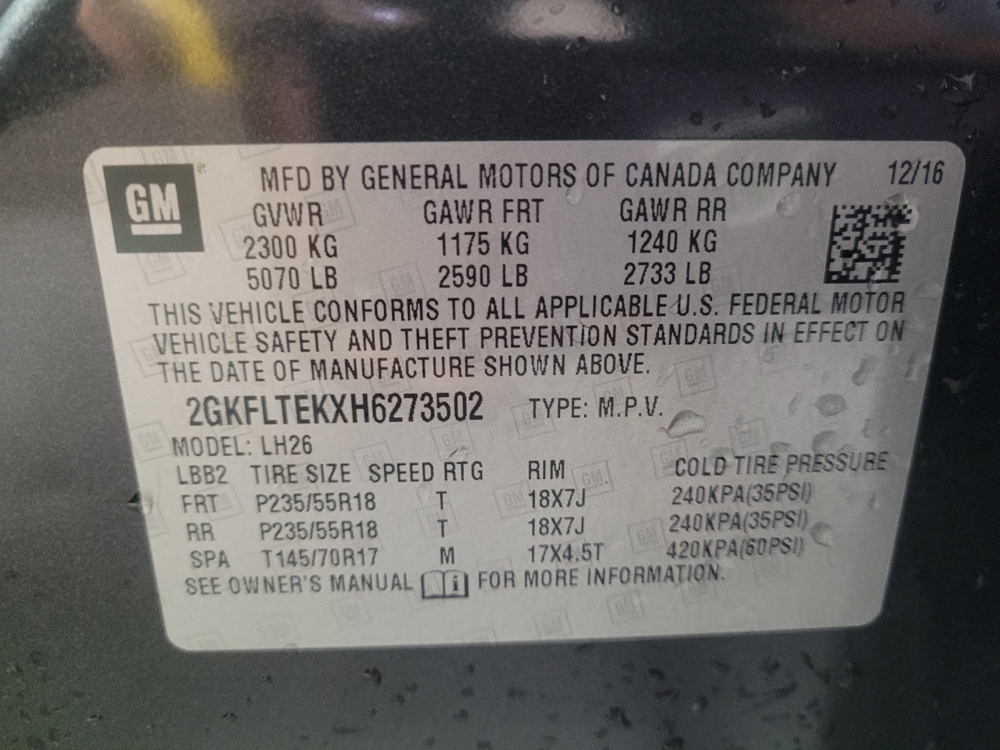 GM
MFD BY GENERAL MOTORS OF CANADA COMPANY 12/16
GVWR GAWR FRT GAWR RR
2300 KG 1175 KG 1240 KG
5070 LB 2590 LB 2733 LB
THIS VEHICLE CONFORMS TO ALL APPLICABLE U.S. FEDERAL MOTOR
VEHICLE SAFETY AND THEFT PREVENTION STANDARDS IN EFFECT ON
THE DATE OF MANUFACTURE SHOWN ABOVE.
2GKFLTEKXH6273502 TYPE: M.P.V.
MODEL: LH26
LBB2 TIRE SIZE SPEED RTG RIM COLD TIRE PRESSURE
FRT P235/55R18 T 18X7J 240KPA(35PSI)
RR P235/55R18 T 18X7J 240KPA(35PSI)
SPA T145/70R17 M 17X4.5T 420KPA(60PSI)
SEE OWNER'S MANUAL i FOR MORE INFORMATION.